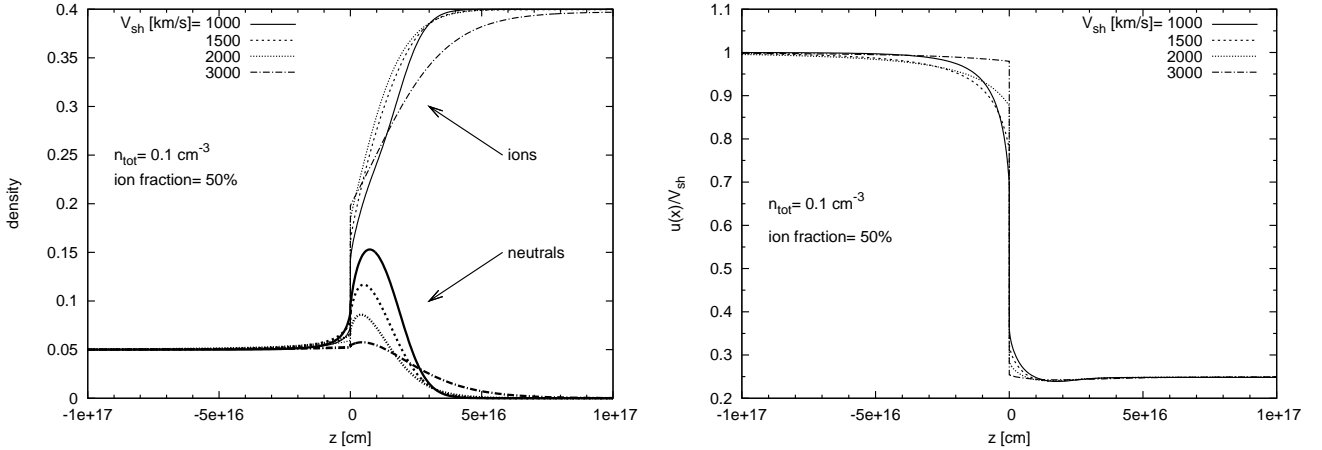 V_sh [km/s]= 1000
1500
2000
3000
n_tot= 0.1 cm^-3
ion fraction= 50%
ions
neutrals
density
0.4
0.35
0.3
0.25
0.2
0.15
0.1
0.05
0
-1e+17
-5e+16
0
5e+16
1e+17
z [cm]
V_sh [km/s]= 1000
1500
2000
3000
n_tot= 0.1 cm^-3
ion fraction= 50%
u(x)/V_sh
1.1
1
0.9
0.8
0.7
0.6
0.5
0.4
0.3
0.2
-1e+17
-5e+16
0
5e+16
1e+17
z [cm]